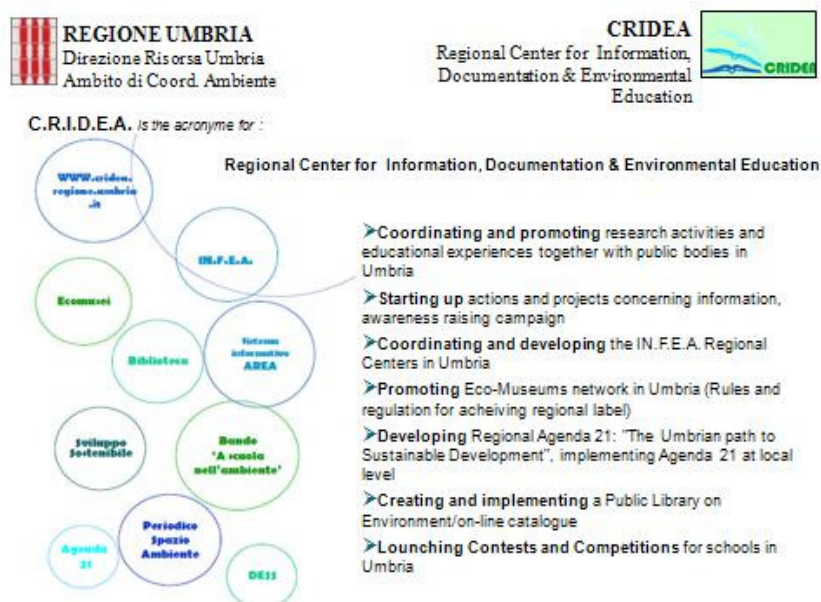 REGIONE UMBRIA
Direzione Risorsa Umbria
Ambito di Coord. Ambiente
CRIDEA
Regional Center for Information,
Documentation & Environmental
Education
CRIDEA
C.R.I.D.E.A. is the acronyme for :
Regional Center for Information, Documentation & Environmental Education
WWW.cridea.
regione.umbria
.it
IN.F.E.A.
Ecomusei
Biblioteca
Sistema
informativo
AREA
Sviluppo
Sostenibile
Bando
'A scuola
nell'ambiente'
Periodico
Spazio
Ambiente
Agenda
21
DESS
➢Coordinating and promoting research activities and
educational experiences together with public bodies in
Umbria
➢Starting up actions and projects concerning information,
awareness raising campaign
➢Coordinating and developing the IN.F.E.A. Regional
Centers in Umbria
➢Promoting Eco-Museums network in Umbria (Rules and
regulation for acheiving regional label)
➢Developing Regional Agenda 21: "The Umbrian path to
Sustainable Development", implementing Agenda 21 at local
level
➢Creating and implementing a Public Library on
Environment/on-line catalogue
➢Lounching Contests and Competitions for schools in
Umbria